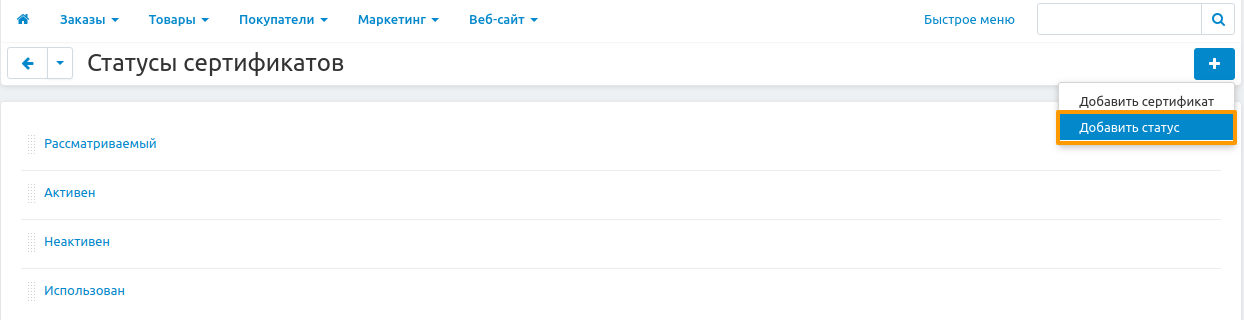 Заказы Товары Покупатели Маркетинг Веб-сайт Быстрое меню
Статусы сертификатов
Добавить сертификат
Добавить статус
Рассматриваемый
Активен
Неактивен
Использован